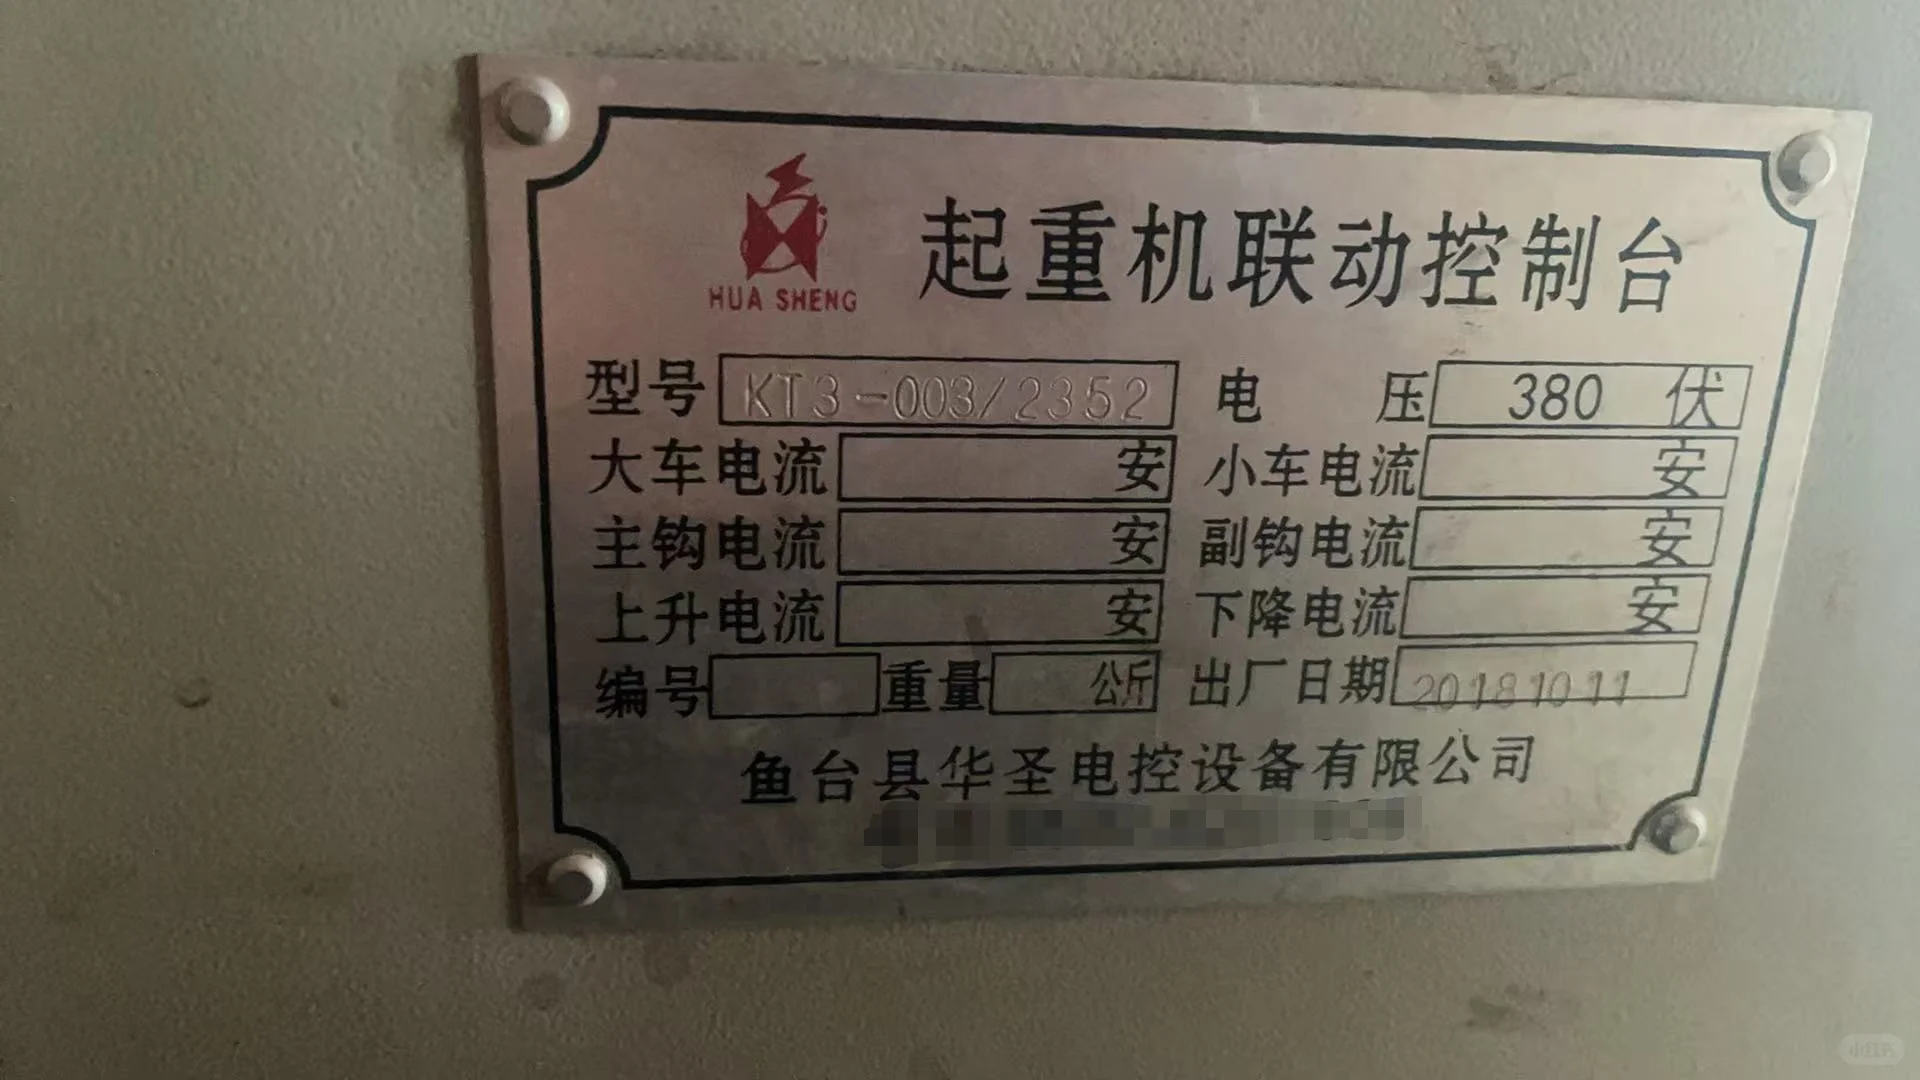 HUA SHENG
起重机联动控制台
型号 KT3-003/2352 电压 380 伏
大车电流 安 小车电流 安
主钩电流 安 副钩电流 安
上升电流 安 下降电流 安
编号 重量 公斤 出厂日期 20181011
鱼台县华圣电控设备有限公司
小红书